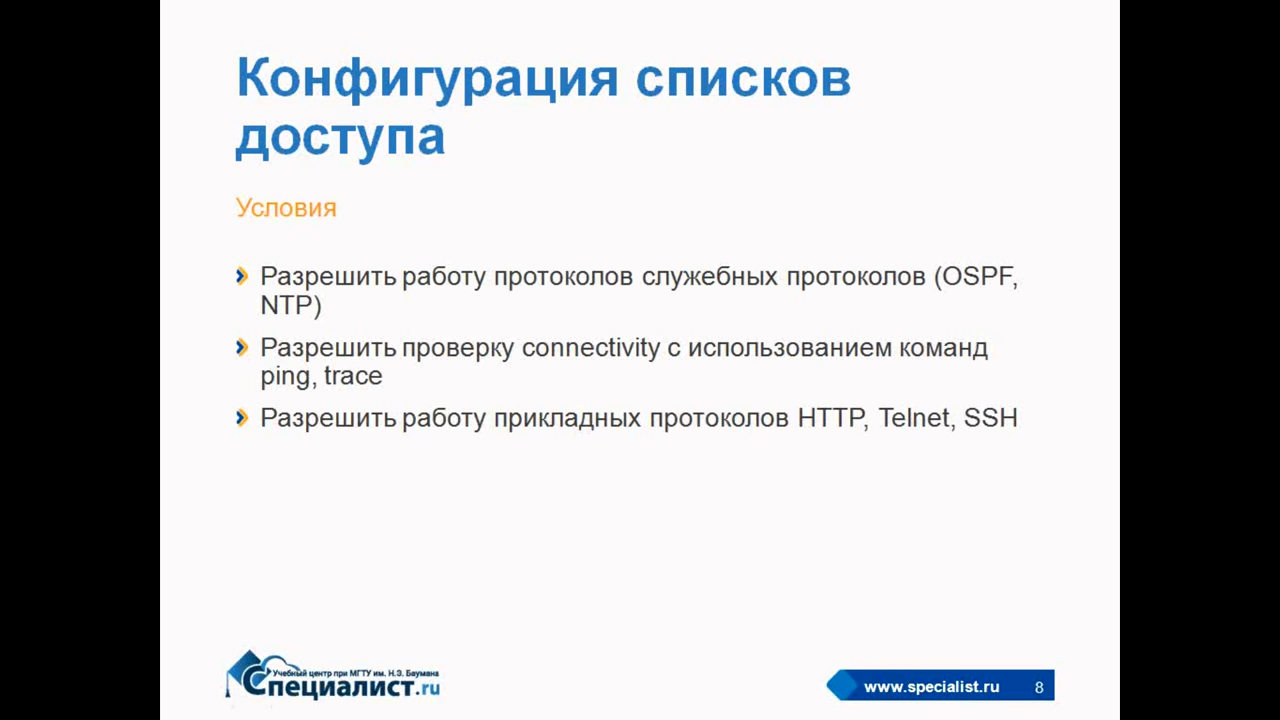 Конфигурация списков
доступа
Условия
Разрешить работу протоколов служебных протоколов (OSPF,
NTP)
Разрешить проверку connectivity с использованием команд
ping, trace
Разрешить работу прикладных протоколов HTTP, Telnet, SSH
Учебный центр при МГТУ им. Н.Э. Баумана
Специалист.ru
www.specialist.ru 8